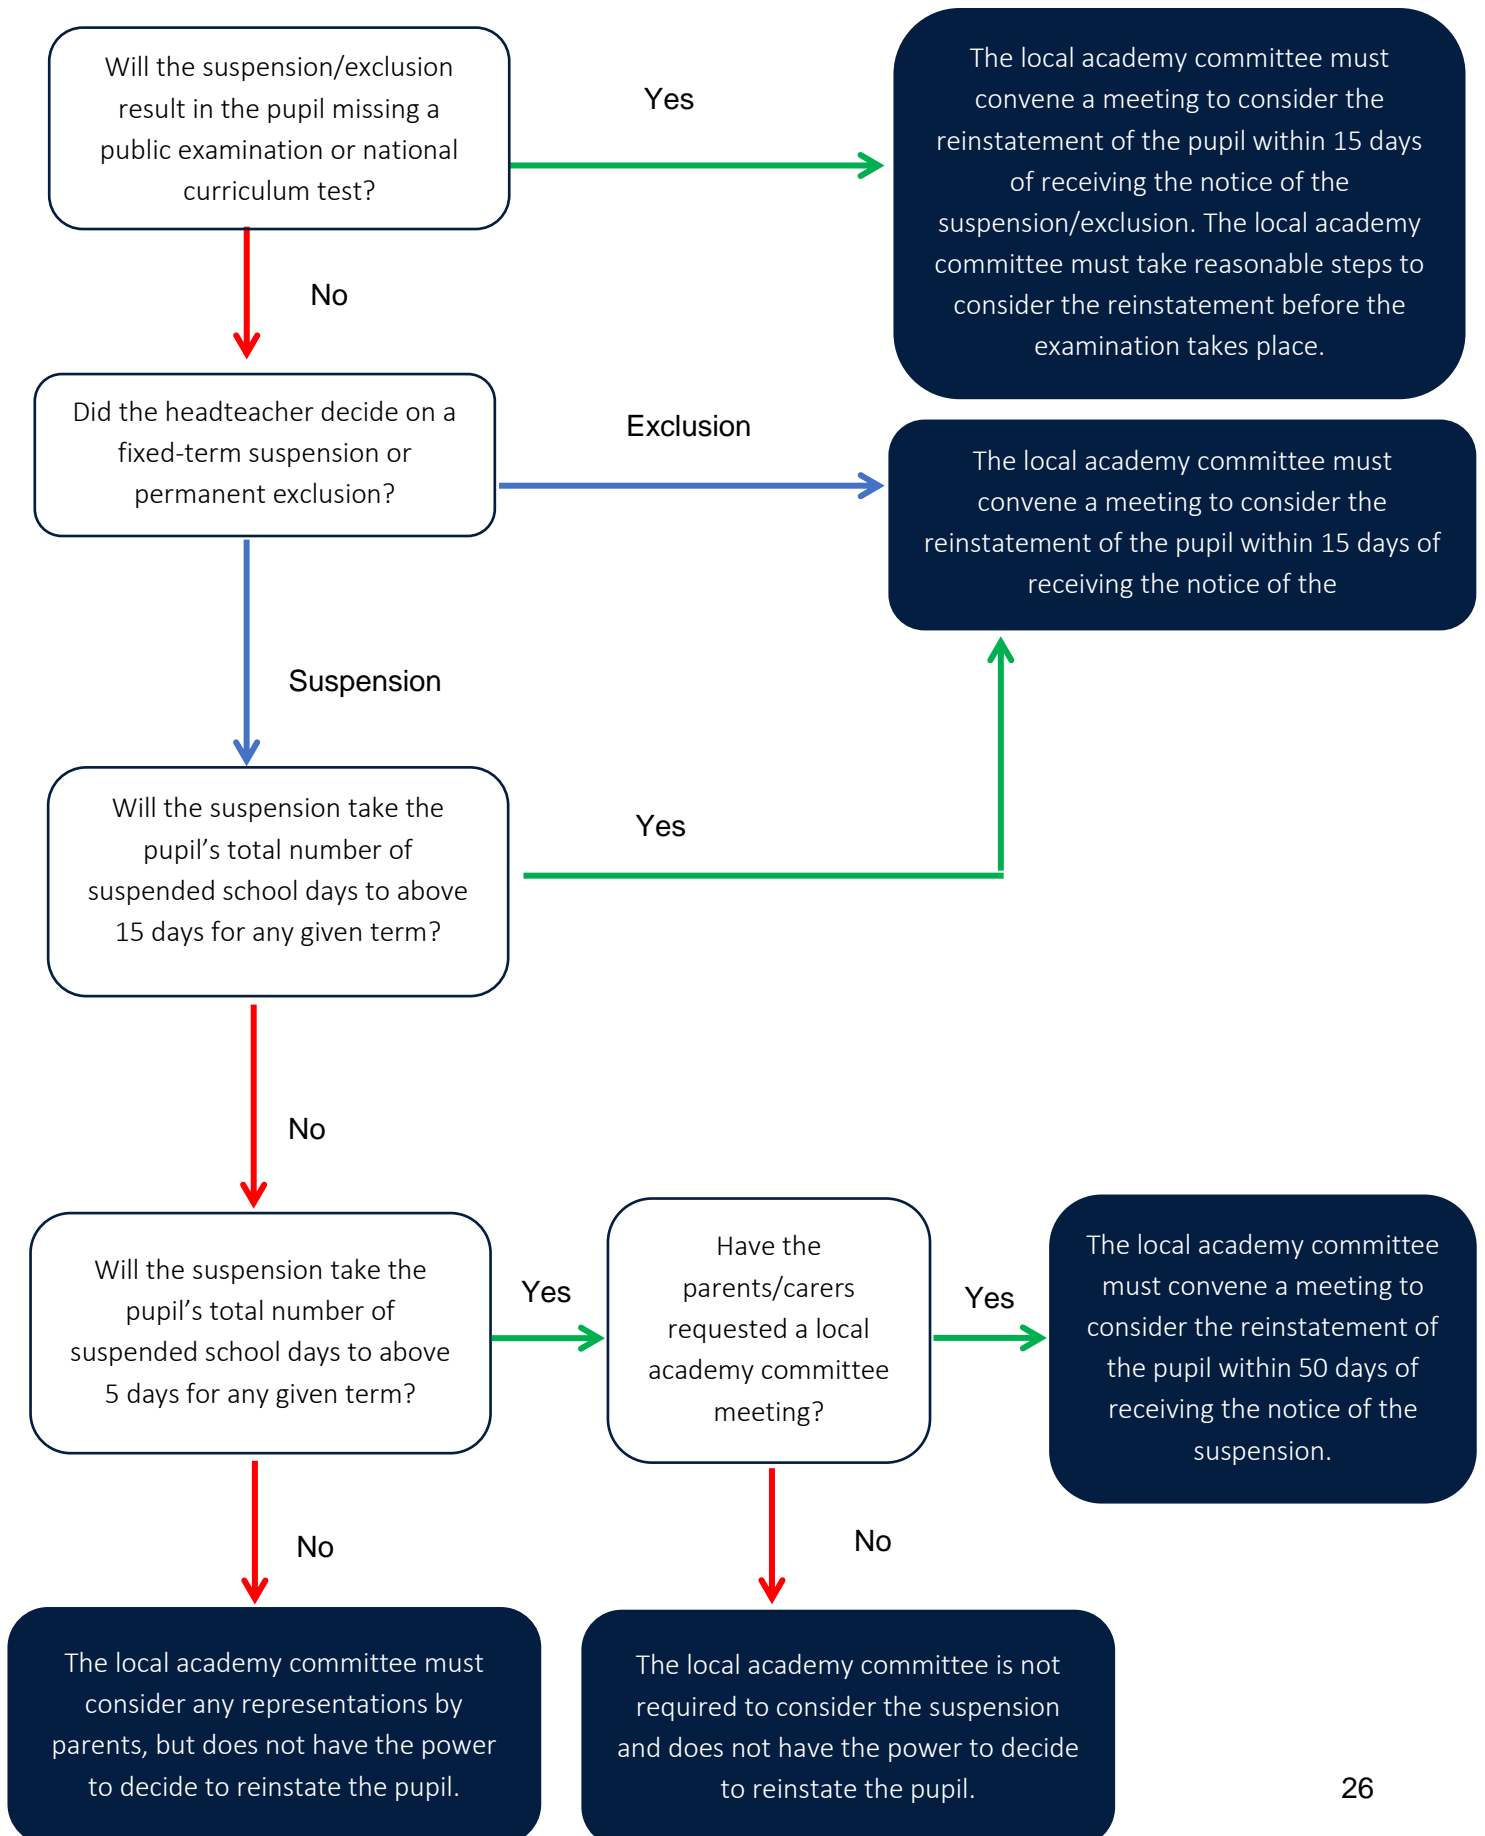 Will the suspension/exclusion
result in the pupil missing a
public examination or national
curriculum test?
Yes
The local academy committee must
convene a meeting to consider the
reinstatement of the pupil within 15 days
of receiving the notice of the
suspension/exclusion. The local academy
committee must take reasonable steps to
consider the reinstatement before the
examination takes place.
No
Did the headteacher decide on a
fixed-term suspension or
permanent exclusion?
Exclusion
The local academy committee must
convene a meeting to consider the
reinstatement of the pupil within 15 days of
receiving the notice of the
Suspension
Will the suspension take the
pupil’s total number of
suspended school days to above
15 days for any given term?
Yes
No
Will the suspension take the
pupil’s total number of
suspended school days to above
5 days for any given term?
Yes
Have the
parents/carers
requested a local
academy committee
meeting?
Yes
The local academy committee
must convene a meeting to
consider the reinstatement of
the pupil within 50 days of
receiving the notice of the
suspension.
No
No
The local academy committee must
consider any representations by
parents, but does not have the power
to decide to reinstate the pupil.
The local academy committee is not
required to consider the suspension
and does not have the power to decide
to reinstate the pupil.
26